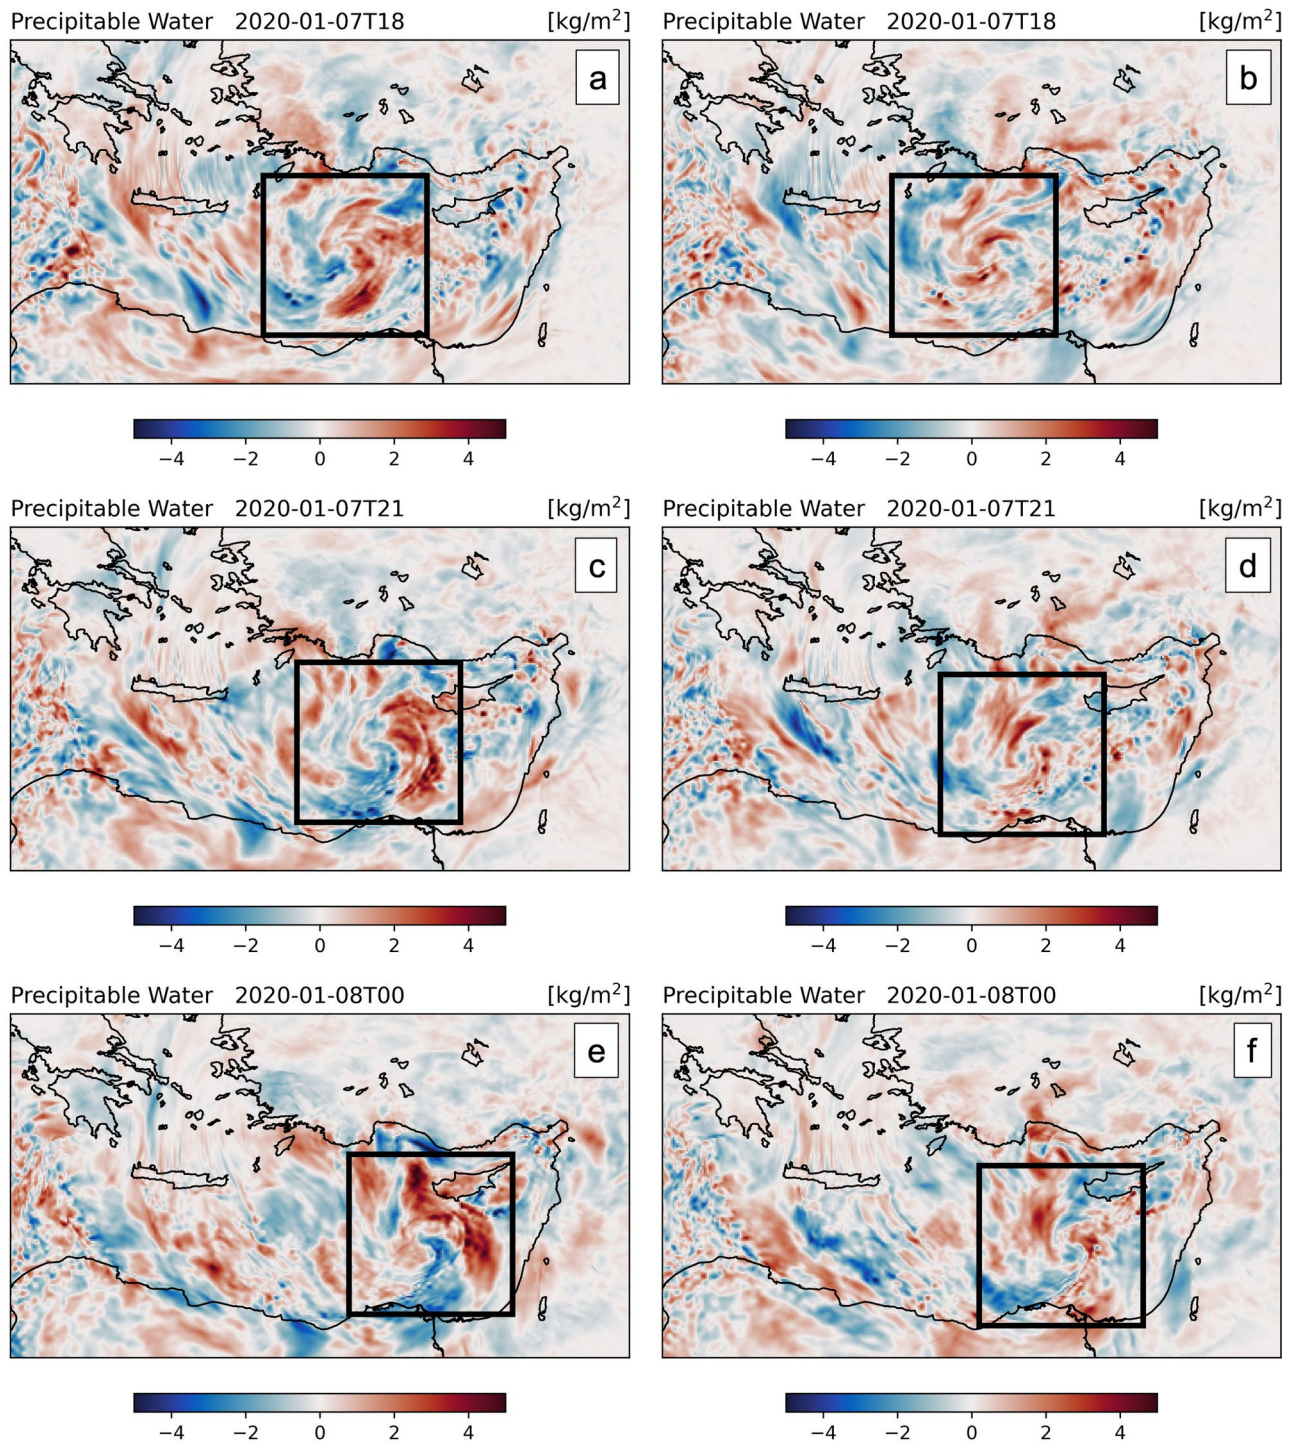 Precipitable Water 2020-01-07T18 [kg/m²] Precipitable Water 2020-01-07T18 [kg/m²]
a b
−4 −2 0 2 4 −4 −2 0 2 4
Precipitable Water 2020-01-07T21 [kg/m²] Precipitable Water 2020-01-07T21 [kg/m²]
c d
−4 −2 0 2 4 −4 −2 0 2 4
Precipitable Water 2020-01-08T00 [kg/m²] Precipitable Water 2020-01-08T00 [kg/m²]
e f
−4 −2 0 2 4 −4 −2 0 2 4